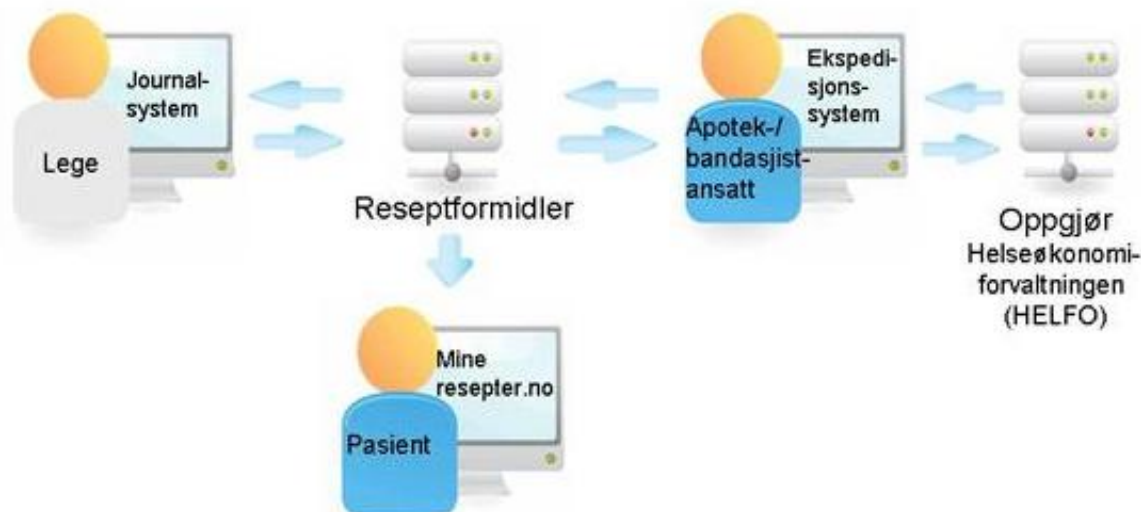 Journal-
system
Lege
Reseptformidler
Ekspedi-
sjons-
system
Apotek-/
bandasjist-
ansatt
Oppgjør
Helseøkonomi-
forvaltningen
(HELFO)
Mine
resepter.no
Pasient